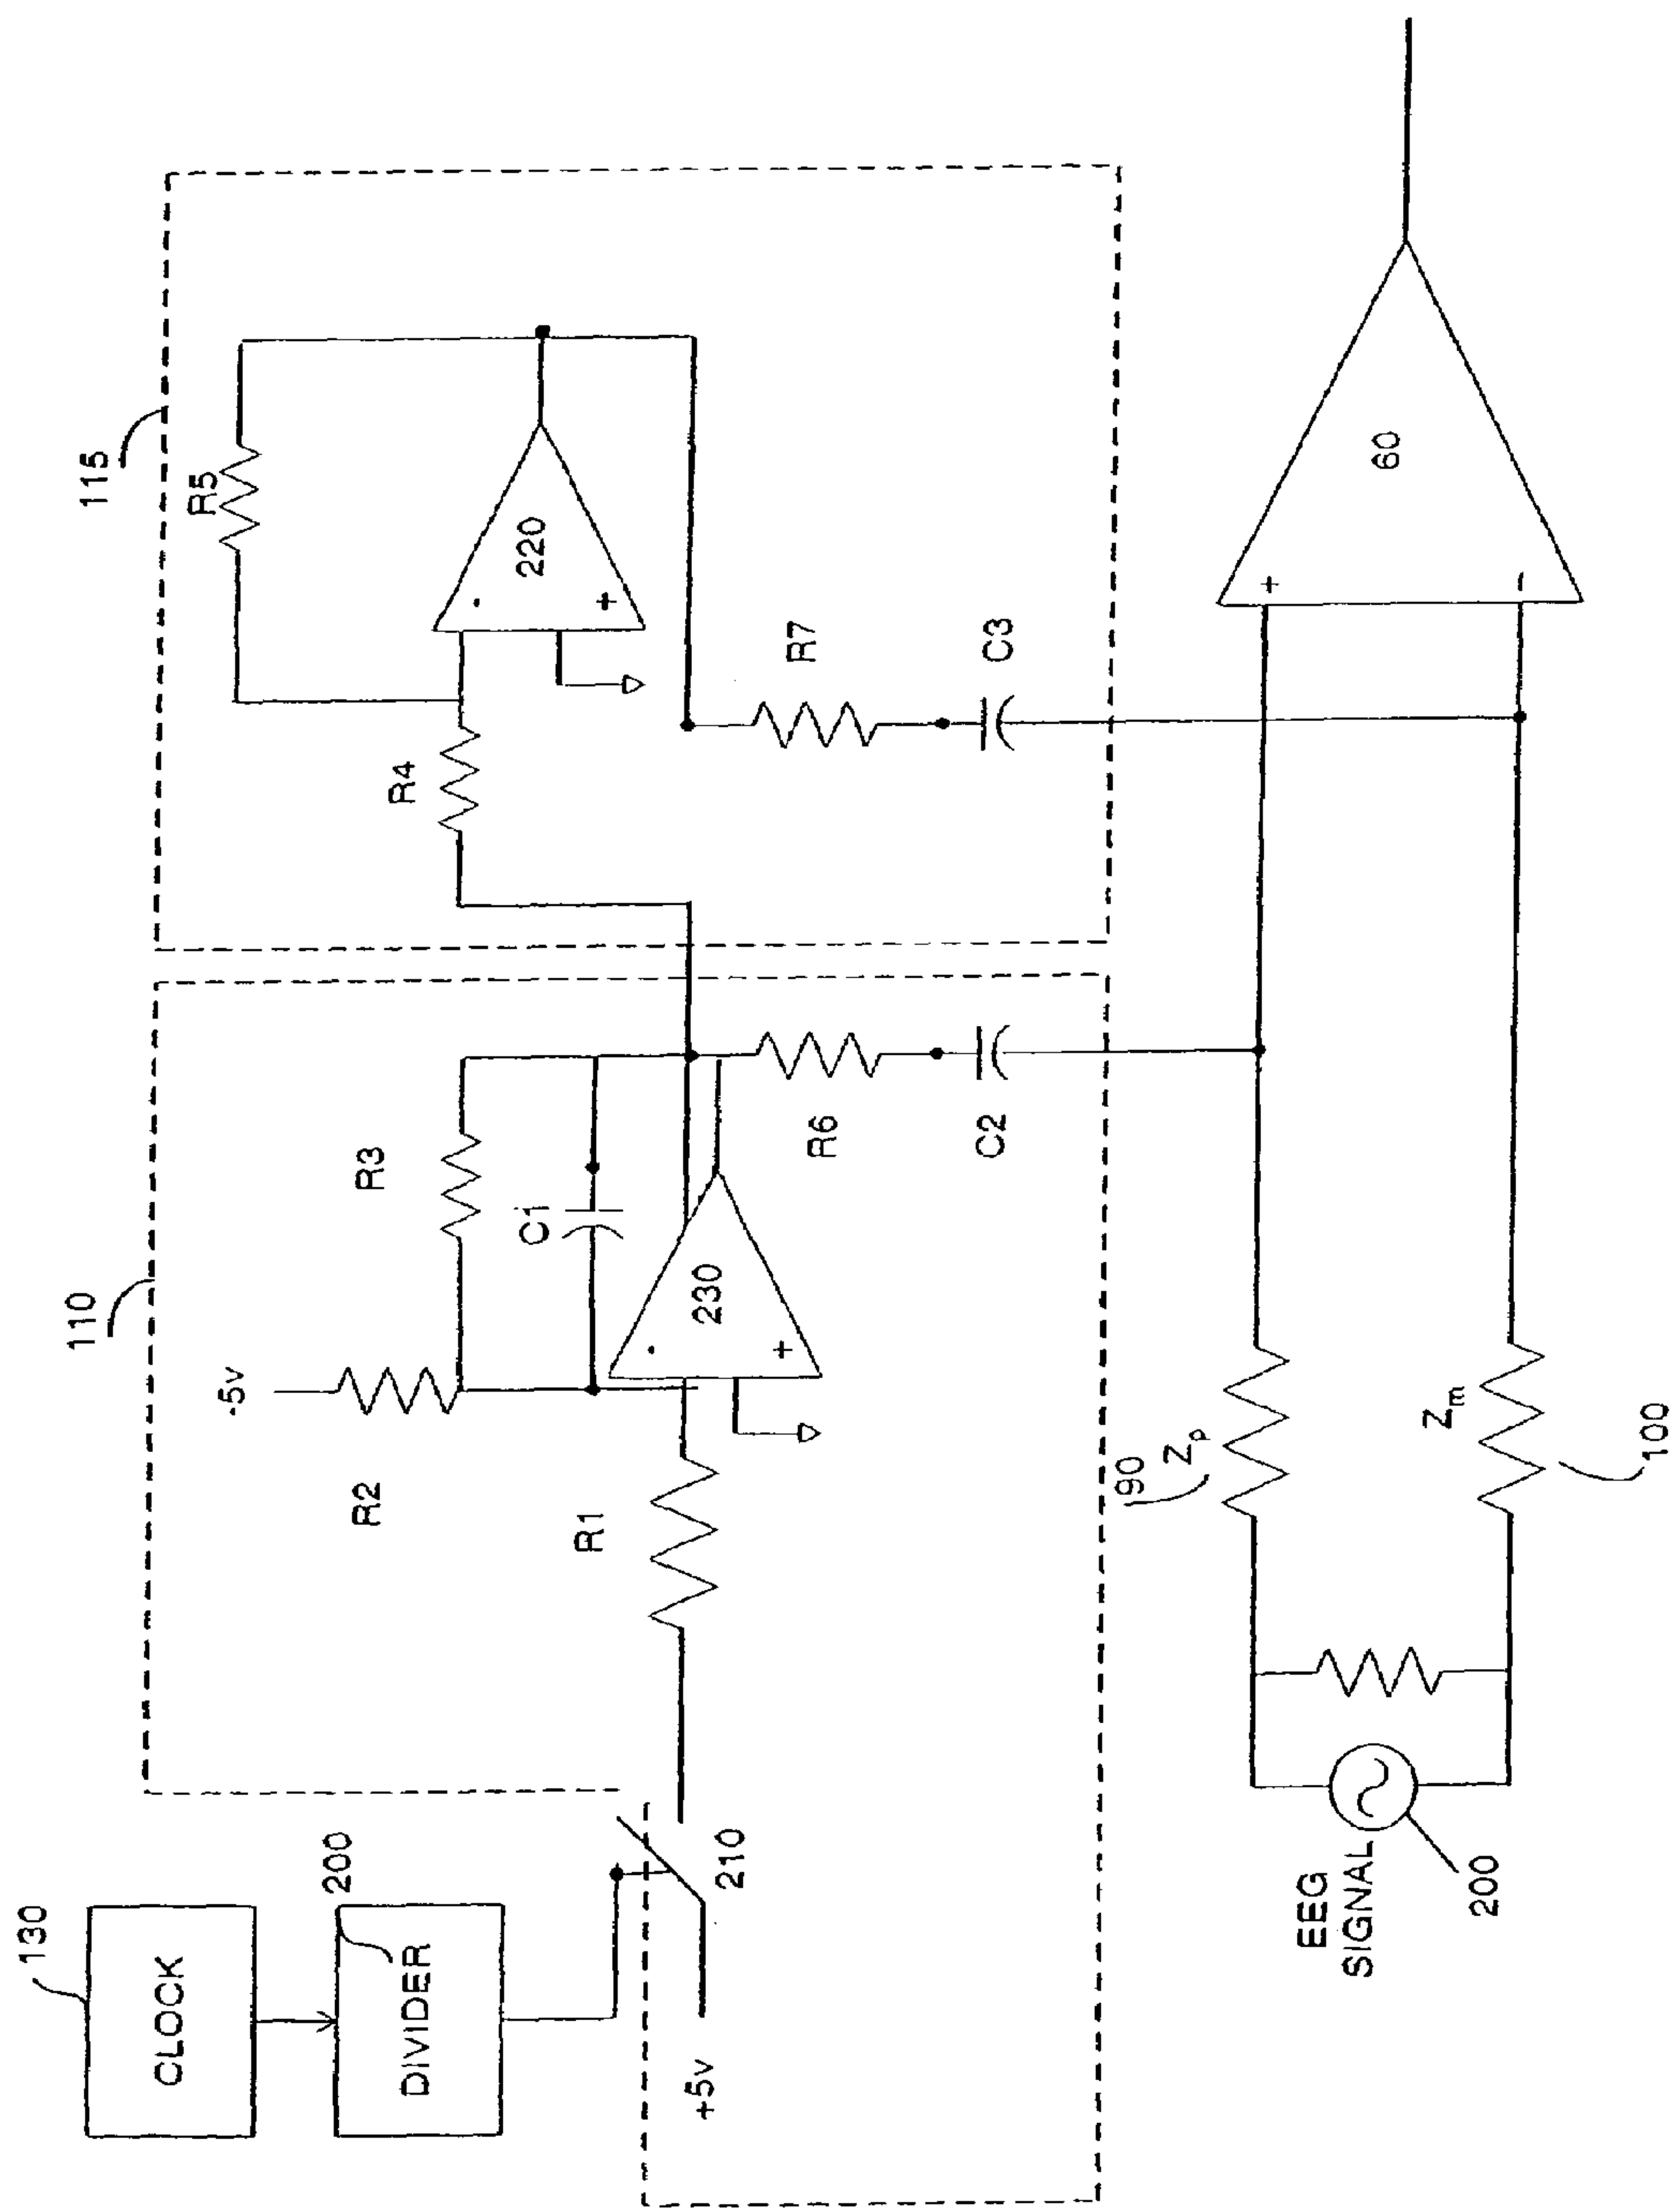 130
CLOCK
200
DIVIDER
+5v
210
110
-5v
R2
R3
C1
R1
-
230
+
R6
C2
115
R5
R4
-
220
+
R7
C3
EEG
SIGNAL
200
90
Zp
Zm
100
+
60
-